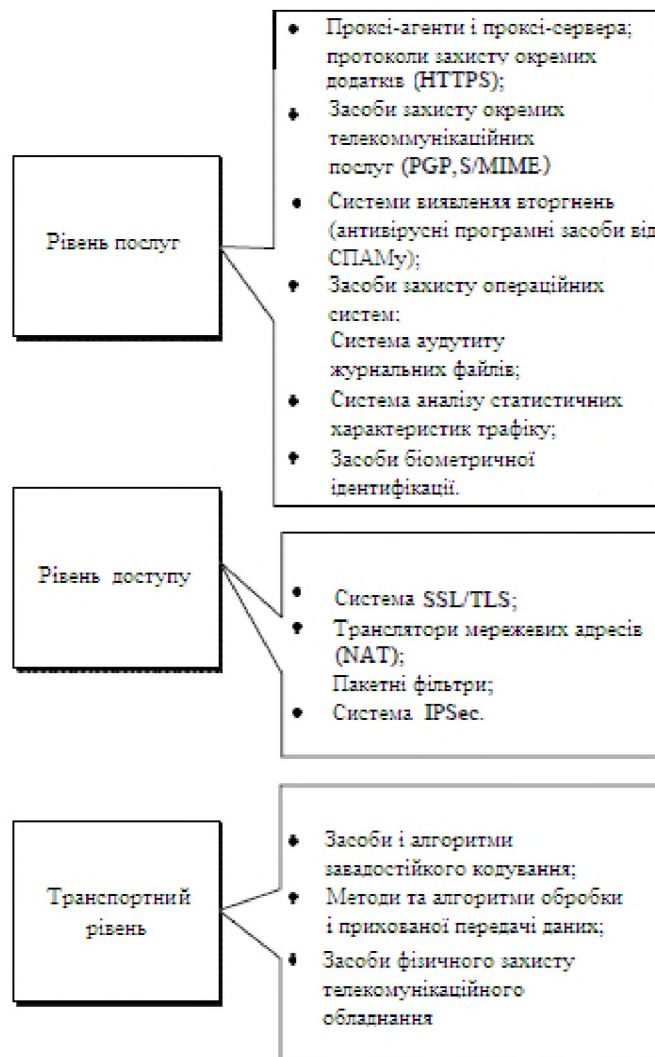 • Проксі-агенти і проксі-сервера;
протоколи захисту окремих
додатків (HTTPS);
• Засоби захисту окремих
телекоммунікаційних
послуг (PGP, S/MIME)
Рівень послуг
• Системи виявленяя вторгнень
(антивірусні програмні засоби від
СПАМу);
• Засоби захисту операційних
систем;
Система аудутиту
журнальних файлів;
• Система аналізу статистичних
характеристик трафіку;
• Засоби біометричної
ідентифікації.
Рівень доступу
• Система SSL/TLS;
• Транслятори мережевих адресів
(NAT);
Пакетні фільтри;
• Система IPSec.
Транспортний
рівень
• Засоби і алгоритми
завадостійкого кодування;
• Методи та алгоритми обробки
і прихованої передачі даних;
• Засоби фізичного захисту
телекомунікаційного
обладнання